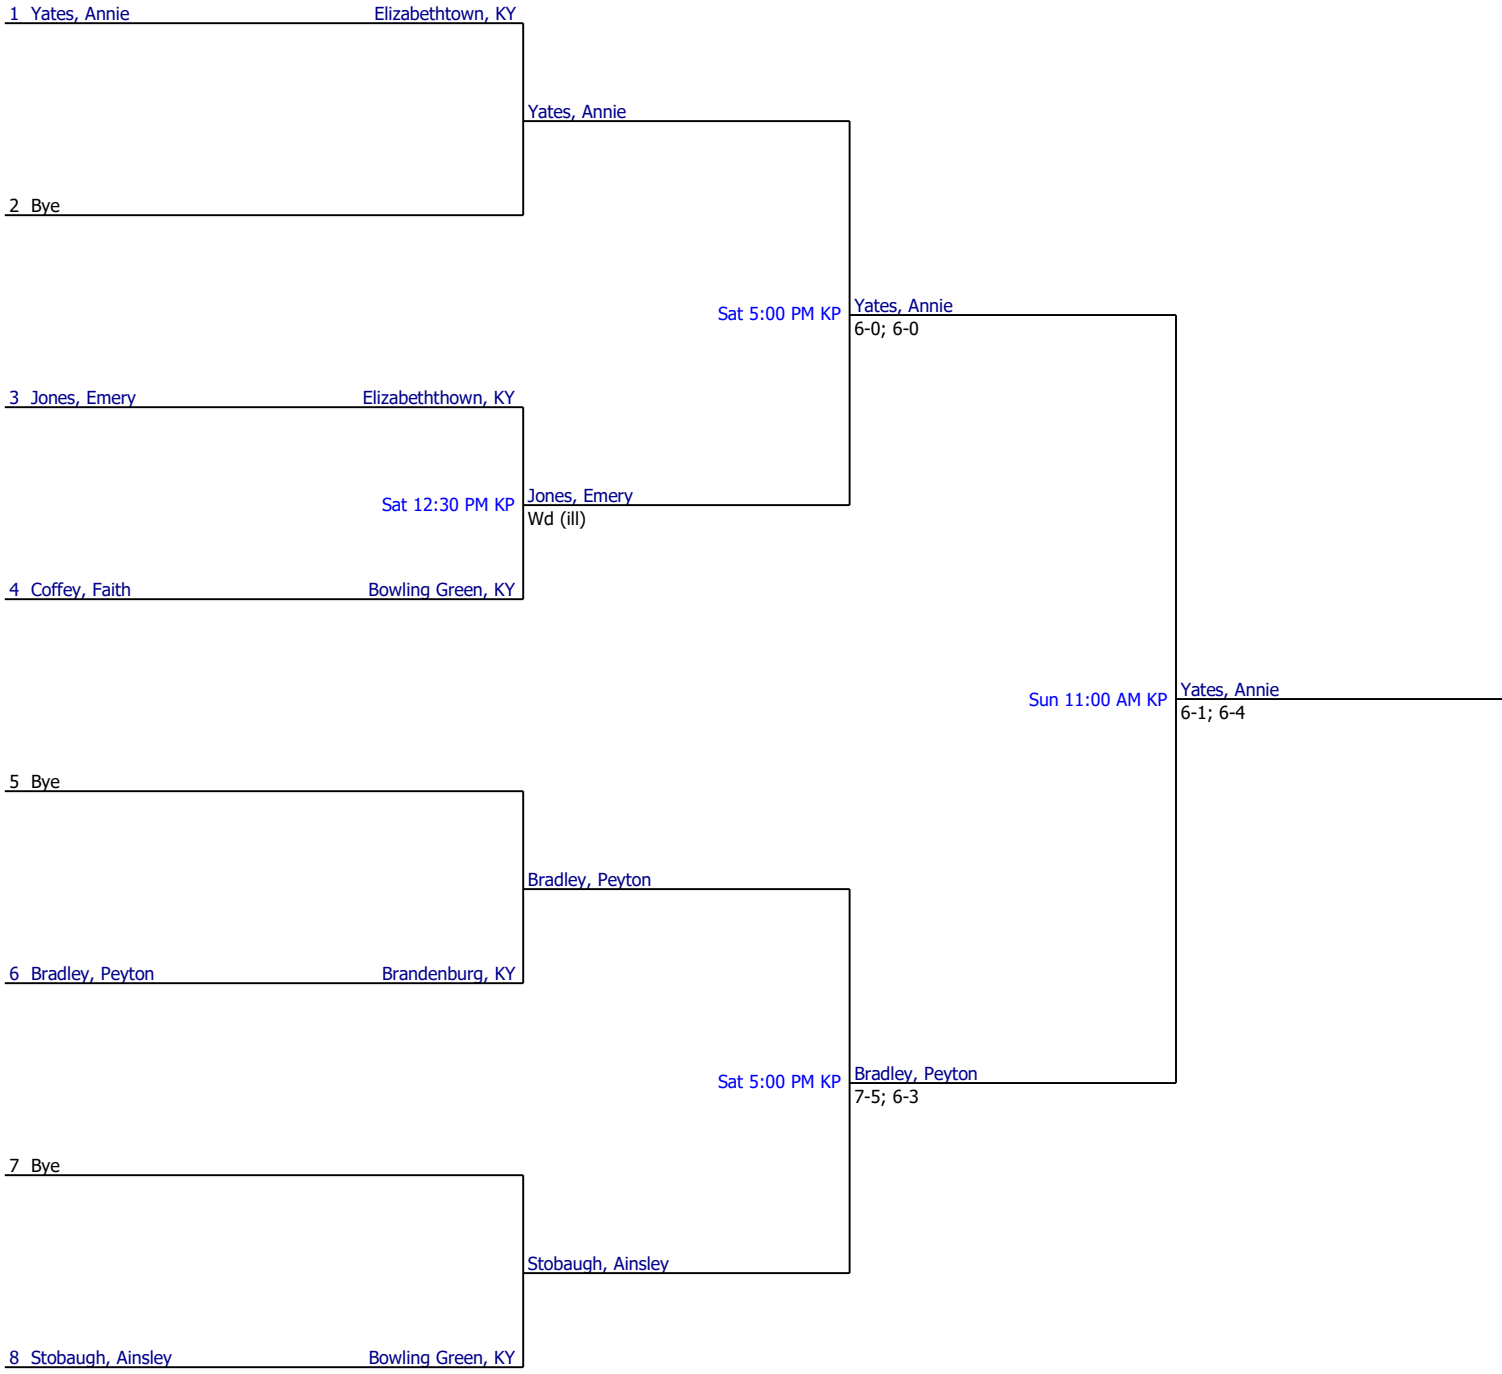 1 Yates, Annie Elizabethtown, KY
Yates, Annie
2 Bye
Sat 5:00 PM KP Yates, Annie
6-0; 6-0
3 Jones, Emery Elizabeththown, KY
Sat 12:30 PM KP Jones, Emery
Wd (ill)
4 Coffey, Faith Bowling Green, KY
Sun 11:00 AM KP Yates, Annie
6-1; 6-4
5 Bye
Bradley, Peyton
6 Bradley, Peyton Brandenburg, KY
Sat 5:00 PM KP Bradley, Peyton
7-5; 6-3
7 Bye
Stobaugh, Ainsley
8 Stobaugh, Ainsley Bowling Green, KY